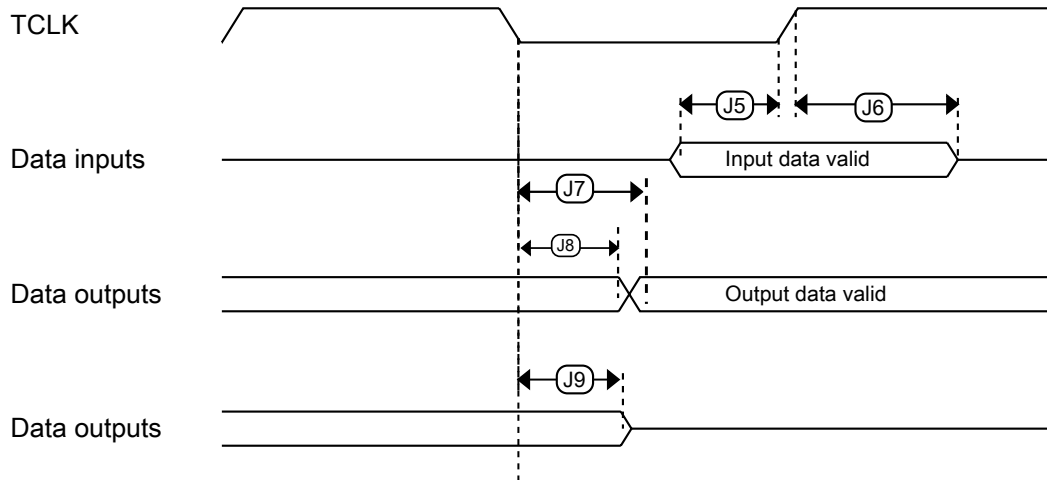 TCLK
J5
J6
Data inputs
Input data valid
J7
J8
Data outputs
Output data valid
J9
Data outputs